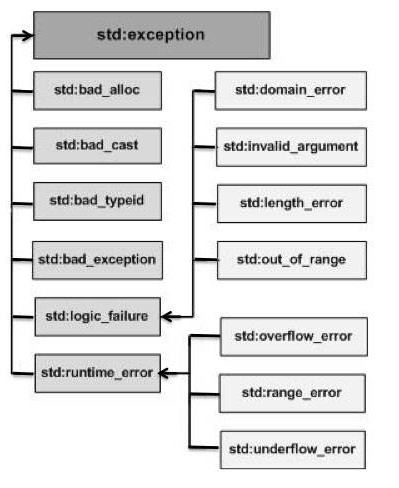 std:exception
std:bad_alloc
std:domain_error
std:bad_cast
std:invalid_argument
std:bad_typeid
std:length_error
std:bad_exception
std:out_of_range
std:logic_failure
std:overflow_error
std:runtime_error
std:range_error
std:underflow_error